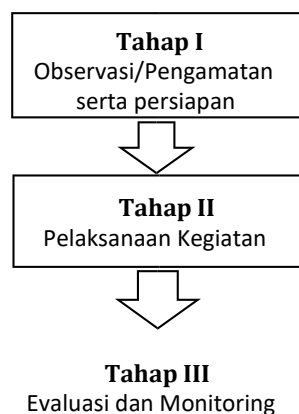 Tahap I
Observasi/Pengamatan
serta persiapan
Tahap II
Pelaksanaan Kegiatan
Tahap III
Evaluasi dan Monitoring